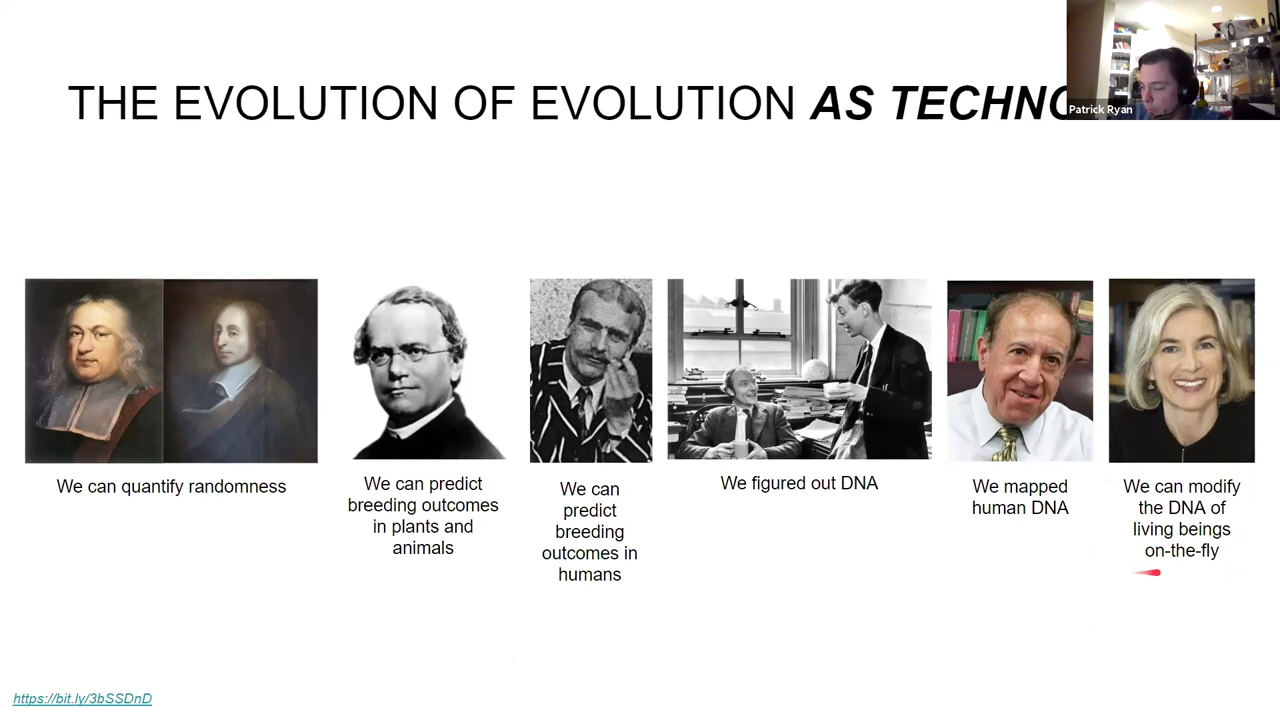 THE EVOLUTION OF EVOLUTION AS TECHNO
Patrick Ryan
We can quantify randomness
We can predict
breeding outcomes
in plants and
animals
We can
predict
breeding
outcomes in
humans
We figured out DNA
We mapped
human DNA
We can modify
the DNA of
living beings
on-the-fly
https://bit.ly/3bSSDnD